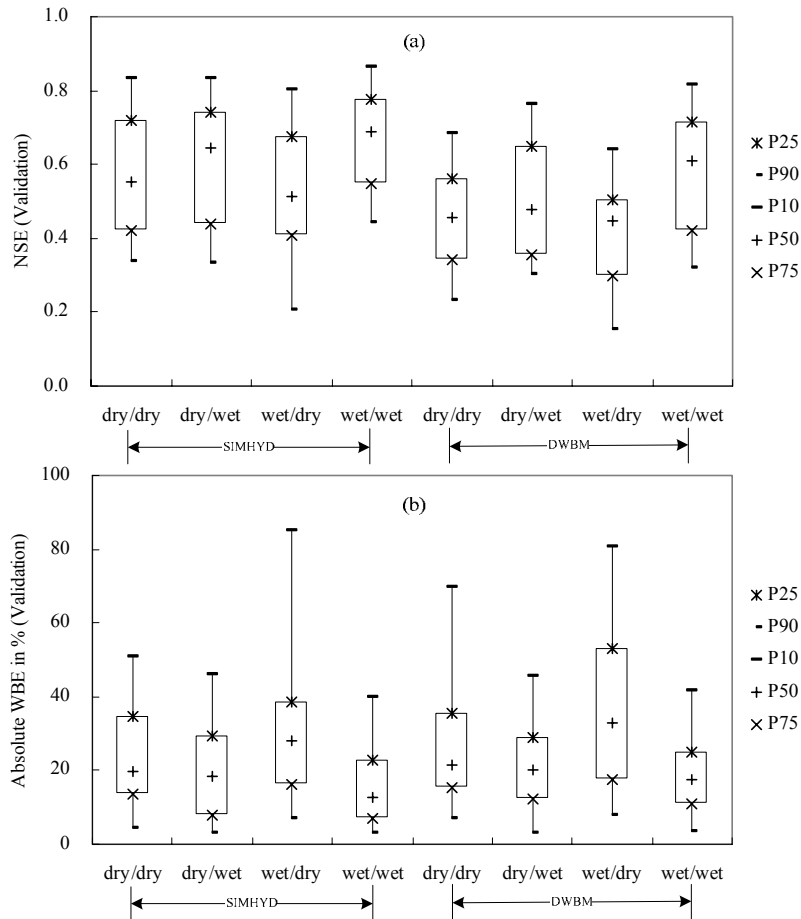 (a)
1.0
0.8
0.6
0.4
0.2
0.0
NSE (Validation)
dry/dry dry/wet wet/dry wet/wet dry/dry dry/wet wet/dry wet/wet
SIMHYD DWBM
P25
P90
P10
P50
P75
(b)
100
80
60
40
20
0
Absolute WBE in % (Validation)
dry/dry dry/wet wet/dry wet/wet dry/dry dry/wet wet/dry wet/wet
SIMHYD DWBM
P25
P90
P10
P50
P75